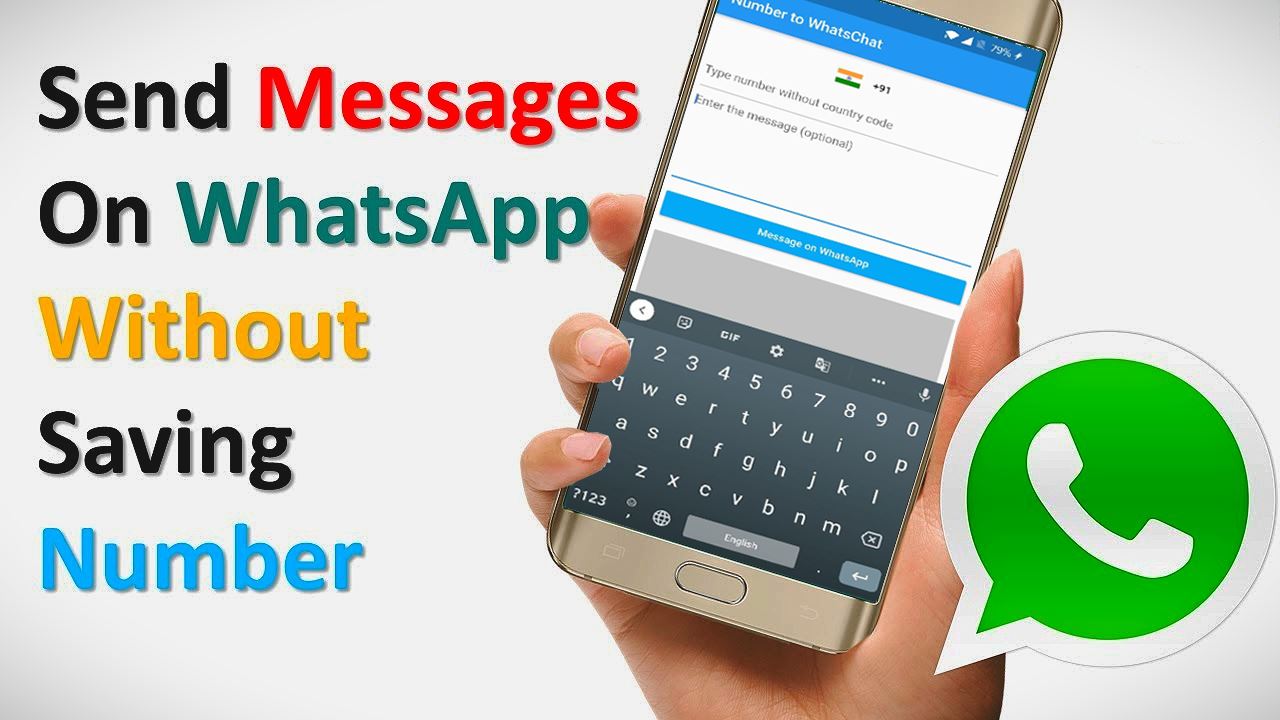 Send Messages
On WhatsApp
Without
Saving
Number
Number to WhatsChat
79%
+91
Type number without country code
Enter the message (optional)
Message on WhatsApp
GIF
1 2 3 4 5 6 7 8 9 0
q w e r t y u i o p
a s d f g h j k l
z x c v b n m
?123 , English .